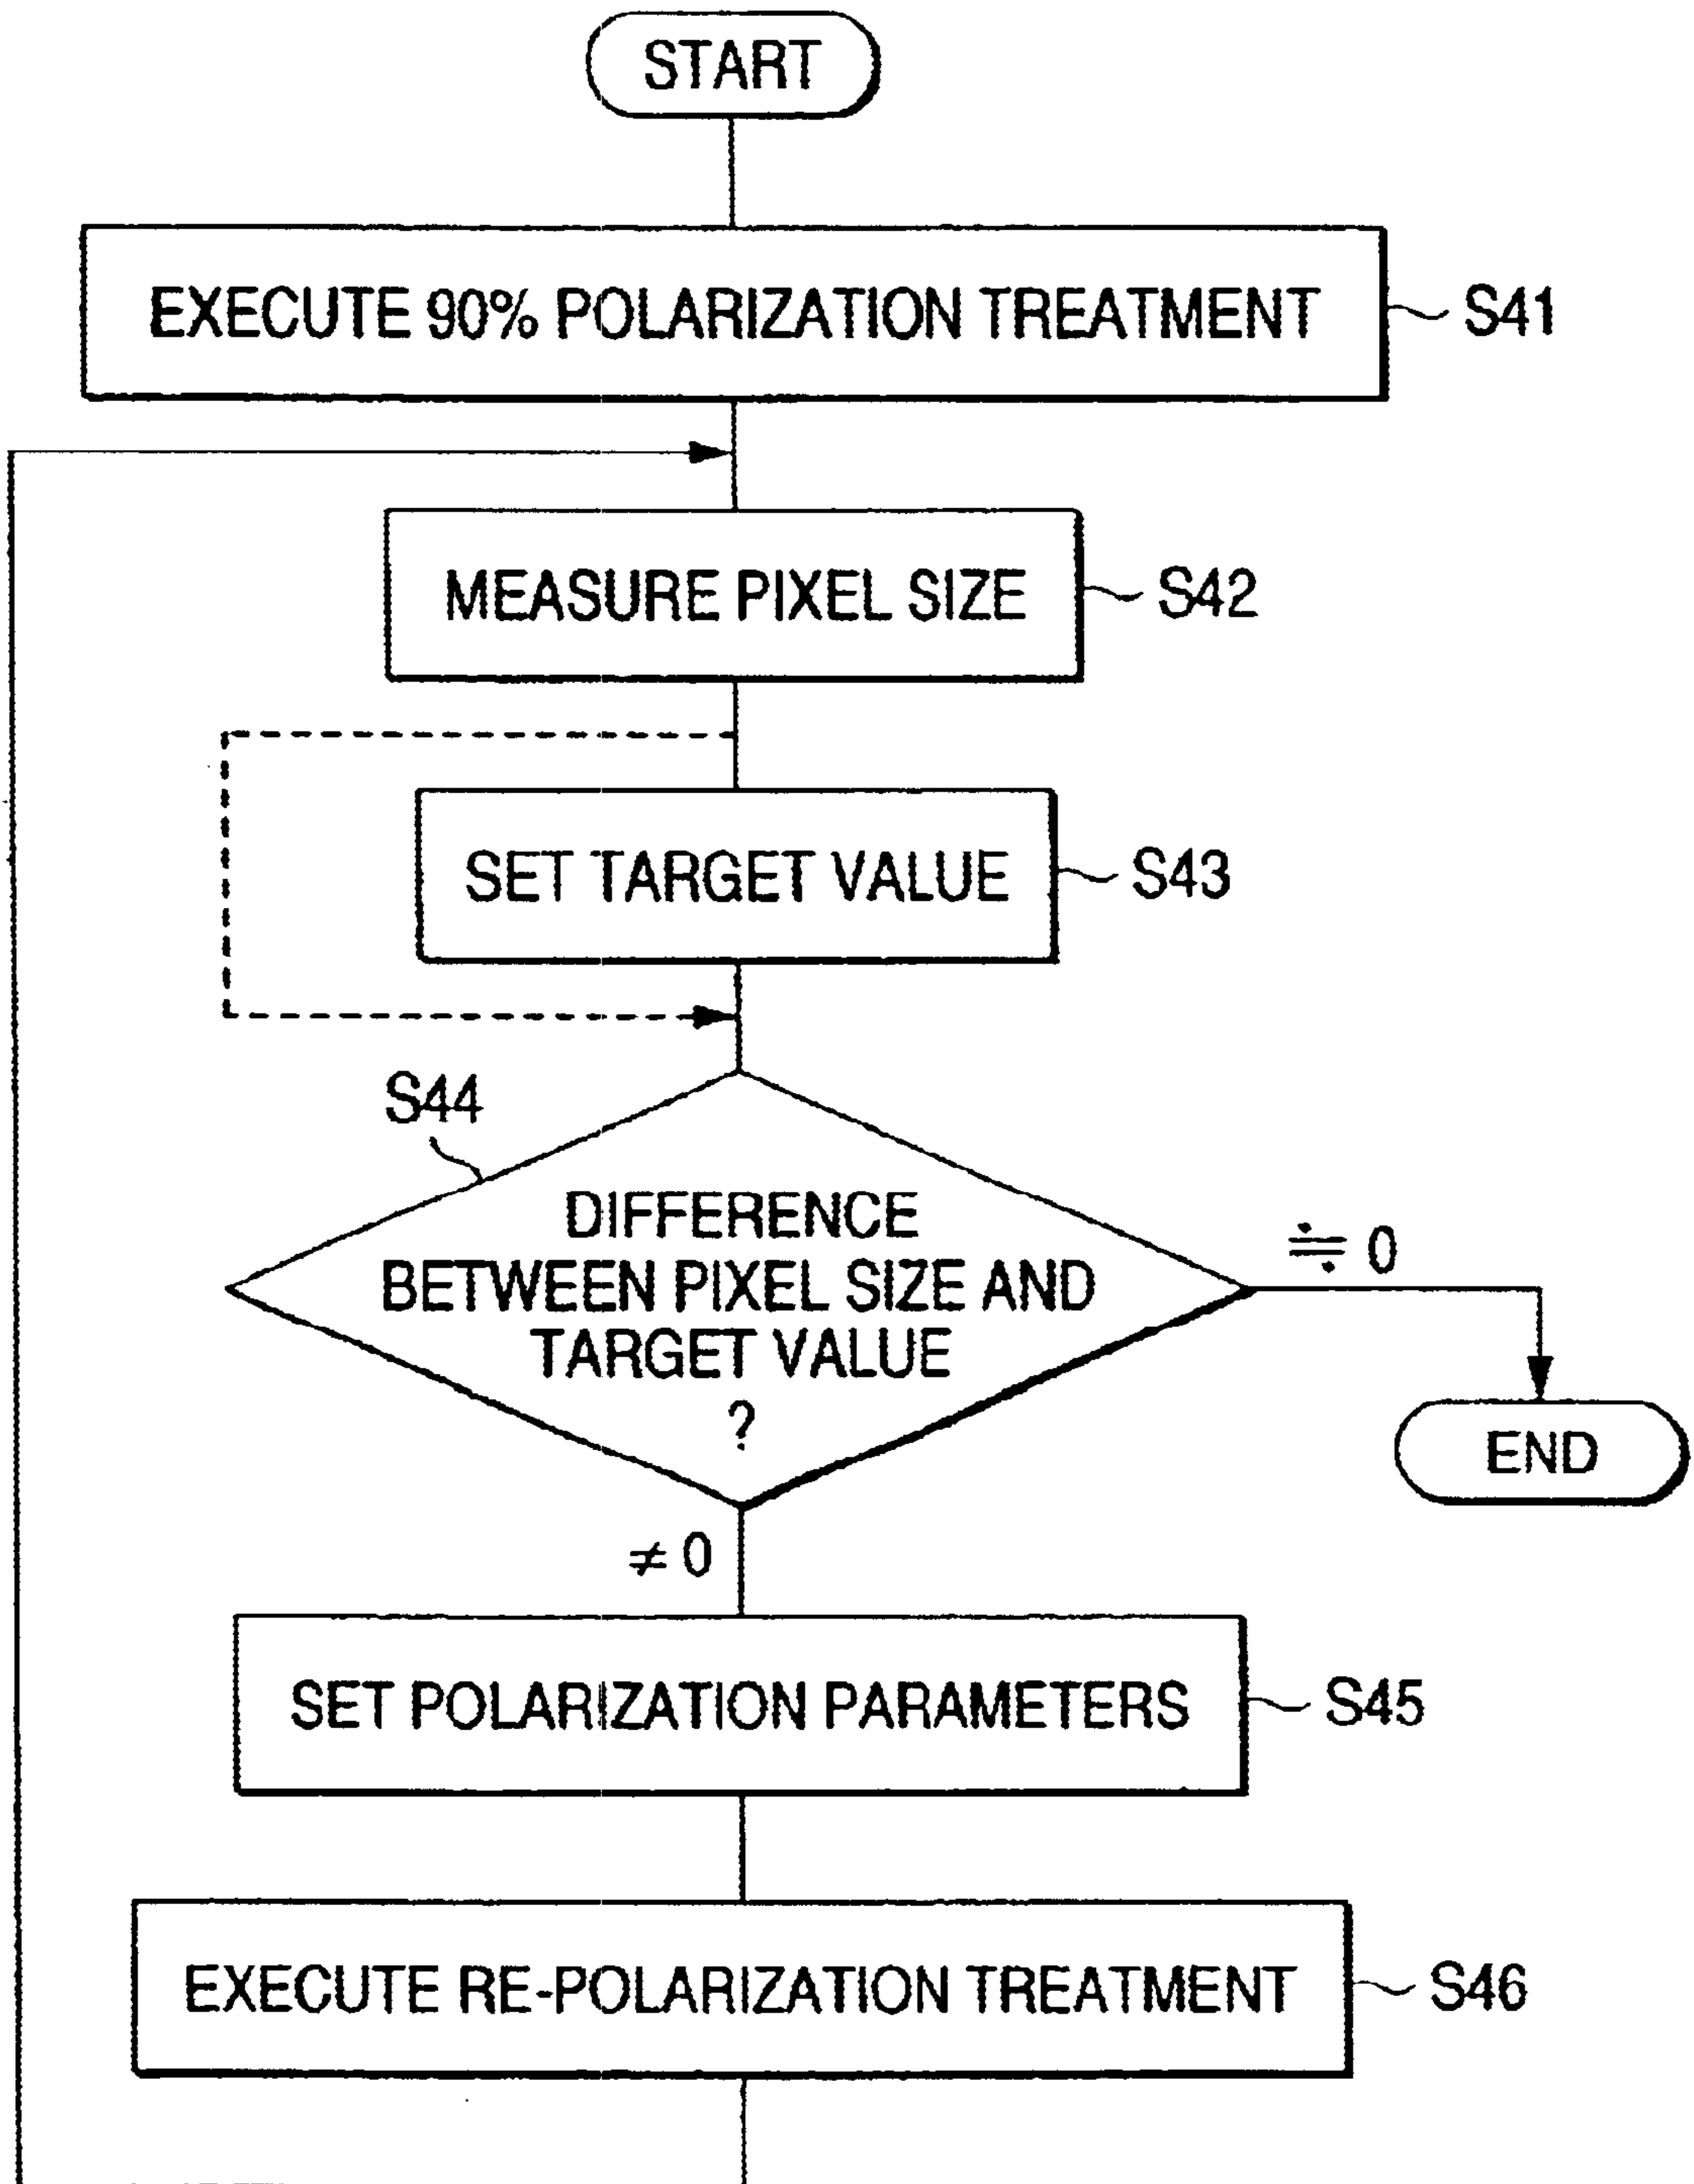 START
EXECUTE 90% POLARIZATION TREATMENT
S41
MEASURE PIXEL SIZE
S42
SET TARGET VALUE
S43
S44
DIFFERENCE
BETWEEN PIXEL SIZE AND
TARGET VALUE
?
≒ 0
END
≠ 0
SET POLARIZATION PARAMETERS
S45
EXECUTE RE-POLARIZATION TREATMENT
S46